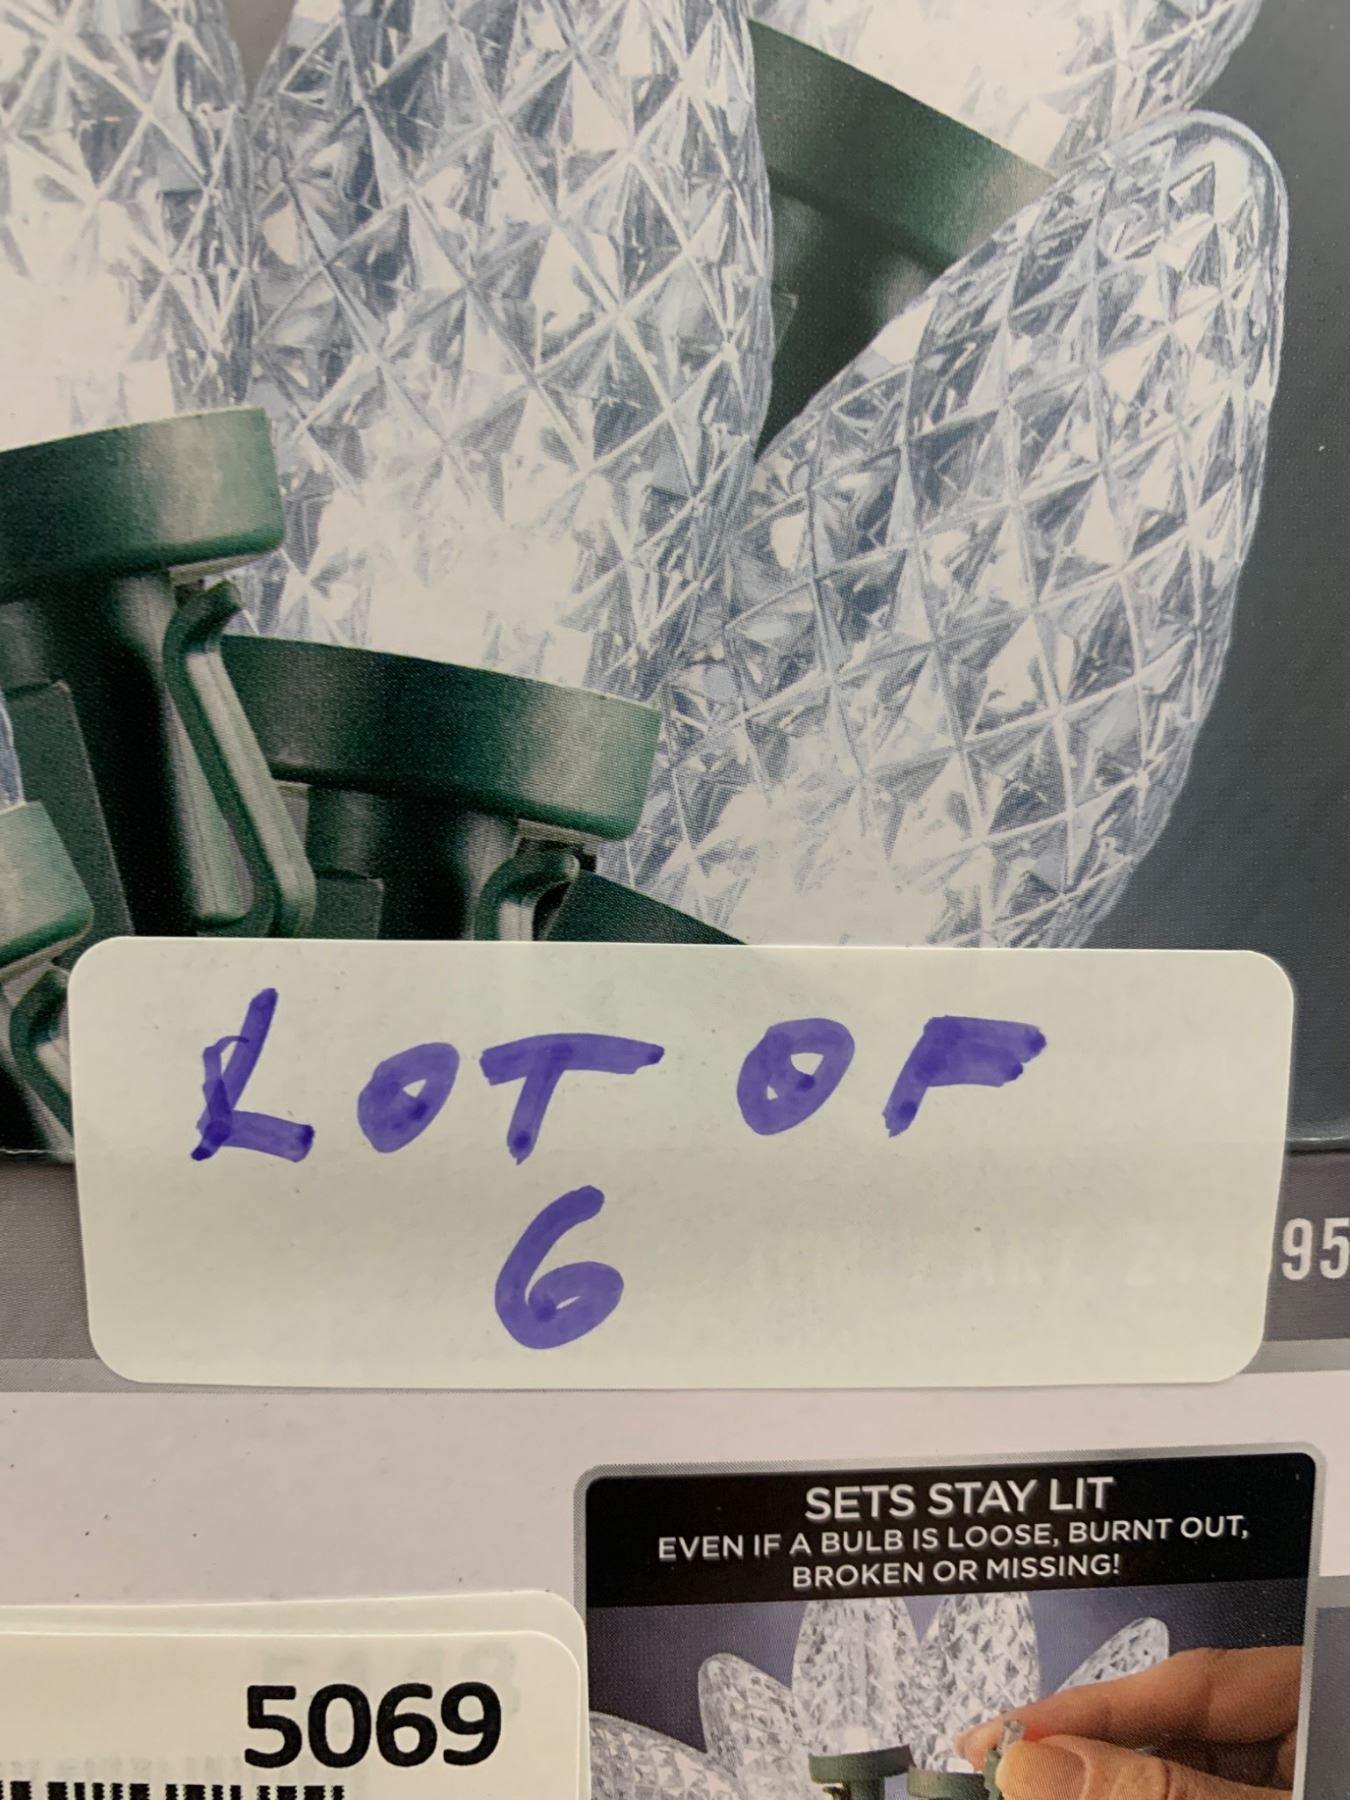 LOT OF
6
95
SETS STAY LIT
EVEN IF A BULB IS LOOSE, BURNT OUT,
BROKEN OR MISSING!
5069